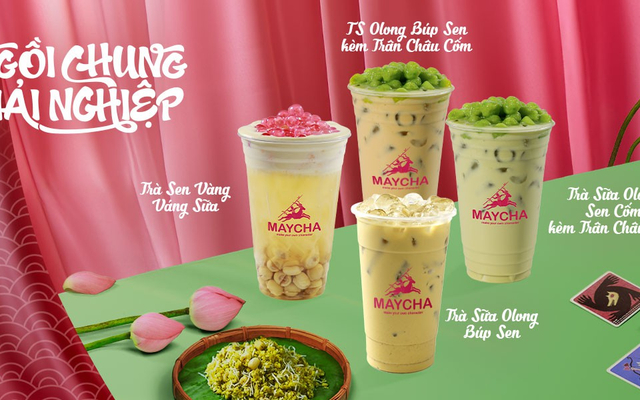 GỒI CHUNG
HẢI NGHIỆP
TS Olong Búp Sen
kèm Trân Châu Cốm
Trà Sen Vàng
Váng Sữa
Trà Sữa Ol
Sen Cốm
kèm Trân Châu
Trà Sữa Olong
Búp Sen
MAYCHA
MAYCHA
MAYCHA
MAYCHA